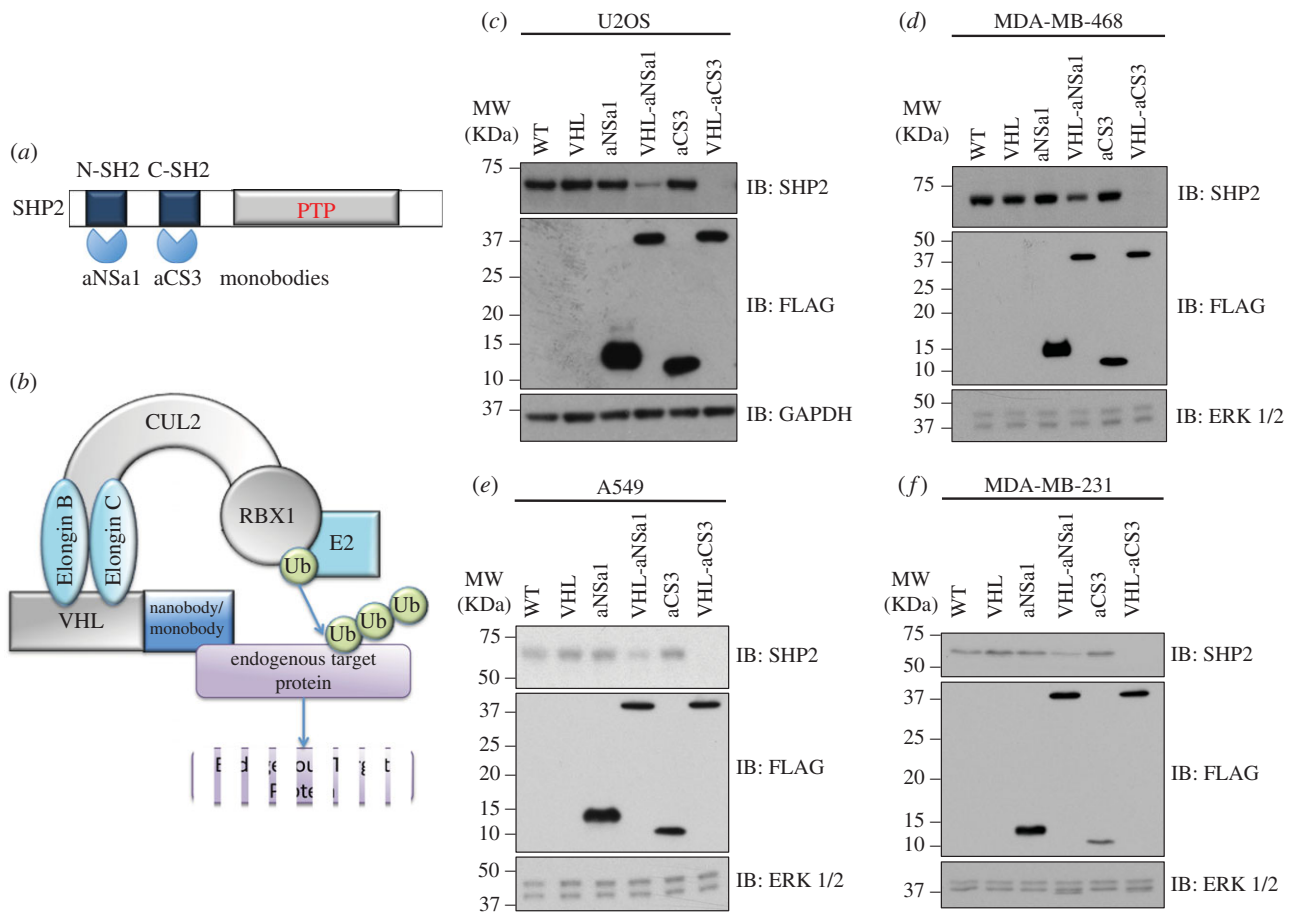 (a)
N-SH2 C-SH2
SHP2
PTP
aNSa1 aCS3 monobodies
(b)
CUL2
Elongin B
Elongin C
RBX1
E2
Ub
VHL
nanobody/
monobody
Ub
Ub
Ub
endogenous target
protein
(c)
U2OS
MW
(KDa)
WT
VHL
aNSa1
VHL-aNSa1
aCS3
VHL-aCS3
75
IB: SHP2
37
25
20
15
10
IB: FLAG
37
IB: GAPDH
(d)
MDA-MB-468
MW
(KDa)
WT
VHL
aNSa1
VHL-aNSa1
aCS3
VHL-aCS3
75
IB: SHP2
50
37
25
20
15
10
IB: FLAG
50
37
IB: ERK 1/2
(e)
A549
MW
(KDa)
WT
VHL
aNSa1
VHL-aNSa1
aCS3
VHL-aCS3
75
50
IB: SHP2
37
25
20
15
10
IB: FLAG
50
37
IB: ERK 1/2
(f)
MDA-MB-231
MW
(KDa)
WT
VHL
aNSa1
VHL-aNSa1
aCS3
VHL-aCS3
75
50
IB: SHP2
37
25
20
15
10
IB: FLAG
37
IB: ERK 1/2